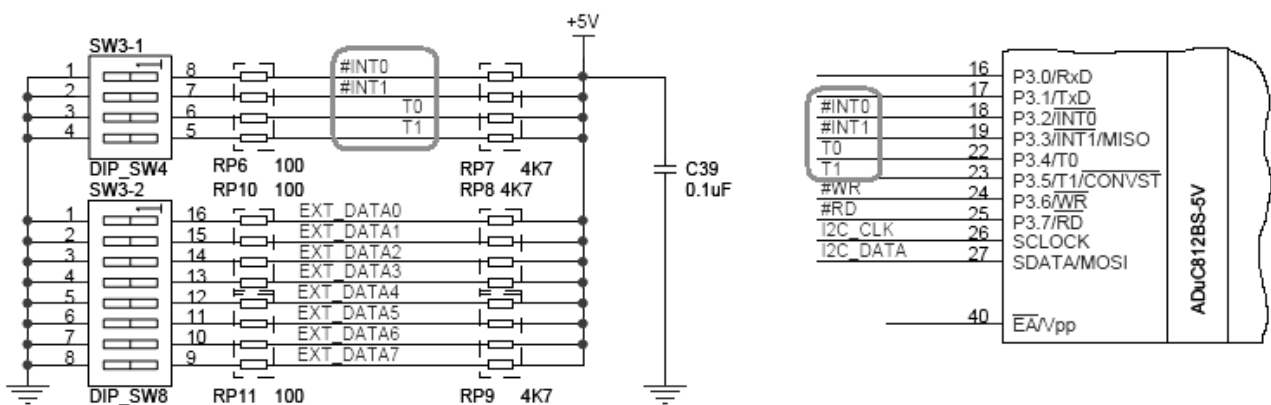 +5V
SW3-1
1 8 #INT0
2 7 #INT1
3 6 T0
4 5 T1
DIP_SW4 RP6 100 RP7 4K7
SW3-2 RP10 100 RP8 4K7
C39
0.1uF
1 16 EXT_DATA0
2 15 EXT_DATA1
3 14 EXT_DATA2
4 13 EXT_DATA3
5 12 EXT_DATA4
6 11 EXT_DATA5
7 10 EXT_DATA6
8 9 EXT_DATA7
DIP_SW8 RP11 100 RP9 4K7
16 P3.0/RxD
17 P3.1/TxD
#INT0 18 P3.2/INT0
#INT1 19 P3.3/INT1/MISO
T0 22 P3.4/T0
T1 23 P3.5/T1/CONVST
#WR 24 P3.6/WR
#RD 25 P3.7/RD
I2C_CLK 26 SCLOCK
I2C_DATA 27 SDATA/MOSI
40 EA/Vpp
ADuC812BS-5V